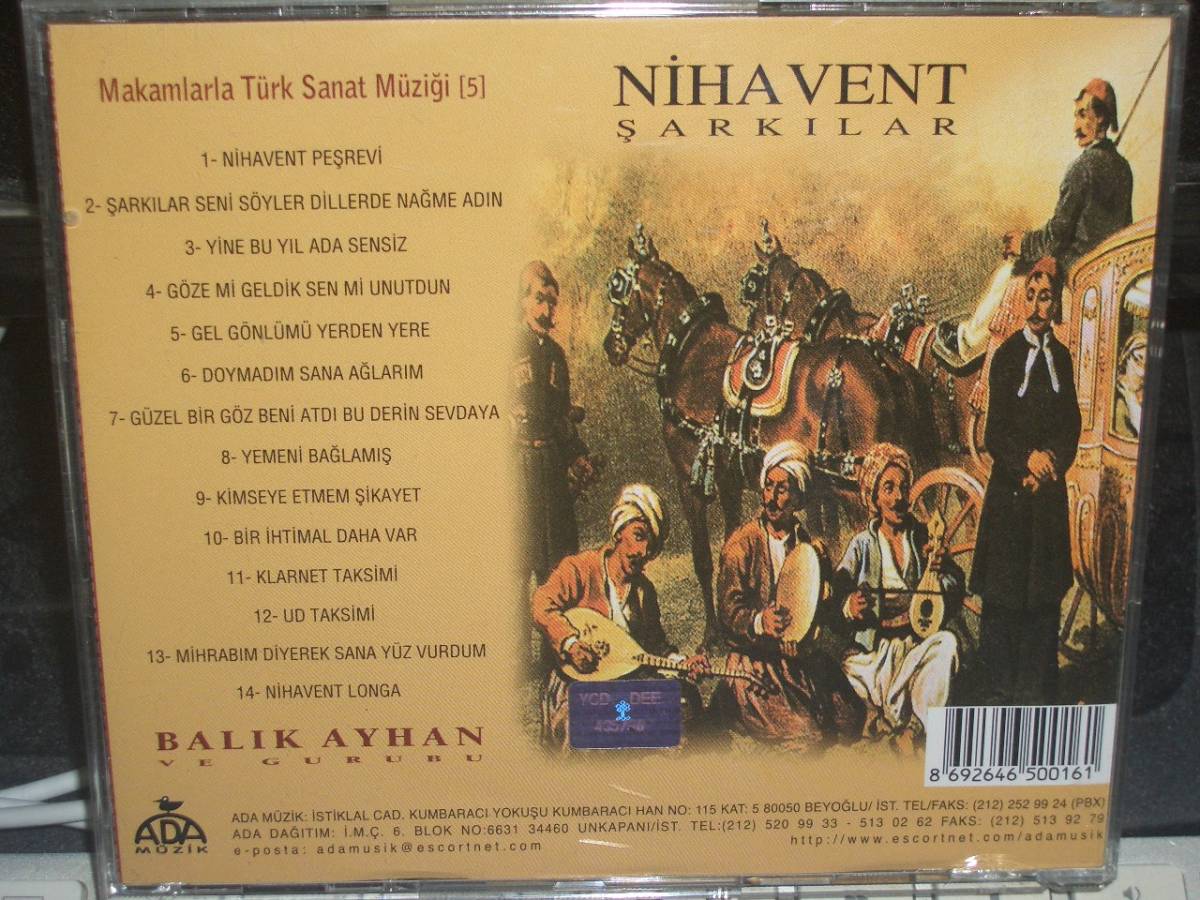 Makamlarla Türk Sanat Müziği [5]
NİHAVENT
ŞARKILAR
1- NİHAVENT PEŞREVİ
2- ŞARKILAR SENİ SÖYLER DİLLERDE NAĞME ADIN
3- YİNE BU YIL ADA SENSİZ
4- GÖZE Mİ GELDİK SEN Mİ UNUTDUN
5- GEL GÖNLÜMÜ YERDEN YERE
6- DOYMADIM SANA AĞLARIM
7- GÜZEL BİR GÖZ BENİ ATDI BU DERİN SEVDAYA
8- YEMENİ BAĞLAMIŞ
9- KİMSEYE ETMEM ŞİKAYET
10- BİR İHTİMAL DAHA VAR
11- KLARNET TAKSİMİ
12- UD TAKSİMİ
13- MİHRABIM DİYEREK SANA YÜZ VURDUM
14- NİHAVENT LONGA
BALIK AYHAN
VE GURUBU
YCD DEE
8 692646 500161
ADA
MÜZİK
ADA MÜZİK: İSTİKLAL CAD. KUMBARACI YOKUŞU KUMBARACI HAN NO: 115 KAT: 5 80050 BEYOĞLU/ İST. TEL/FAKS: (212) 252 99 24 (PBX)
ADA DAĞITIM: İ.M.Ç. 6. BLOK NO:6631 34460 UNKAPANI/İST. TEL:(212) 520 99 33 - 513 02 62 FAKS: (212) 513 92 79
e-posta: adamusik@escortnet.com
http://www.escortnet.com/adamusik